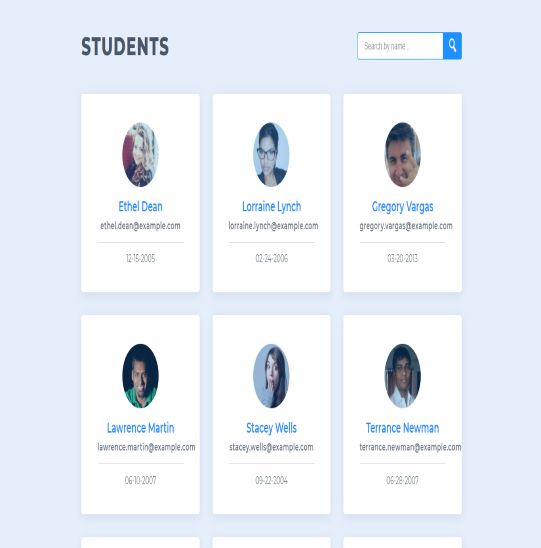 STUDENTS
Search by name...
Ethel Dean
ethel.dean@example.com
12-15-2005
Lorraine Lynch
lorraine.lynch@example.com
02-24-2006
Gregory Vargas
gregory.vargas@example.com
03-20-2013
Lawrence Martin
lawrence.martin@example.com
06-10-2007
Stacey Wells
stacey.wells@example.com
09-22-2004
Terrance Newman
terrance.newman@example.com
06-28-2007